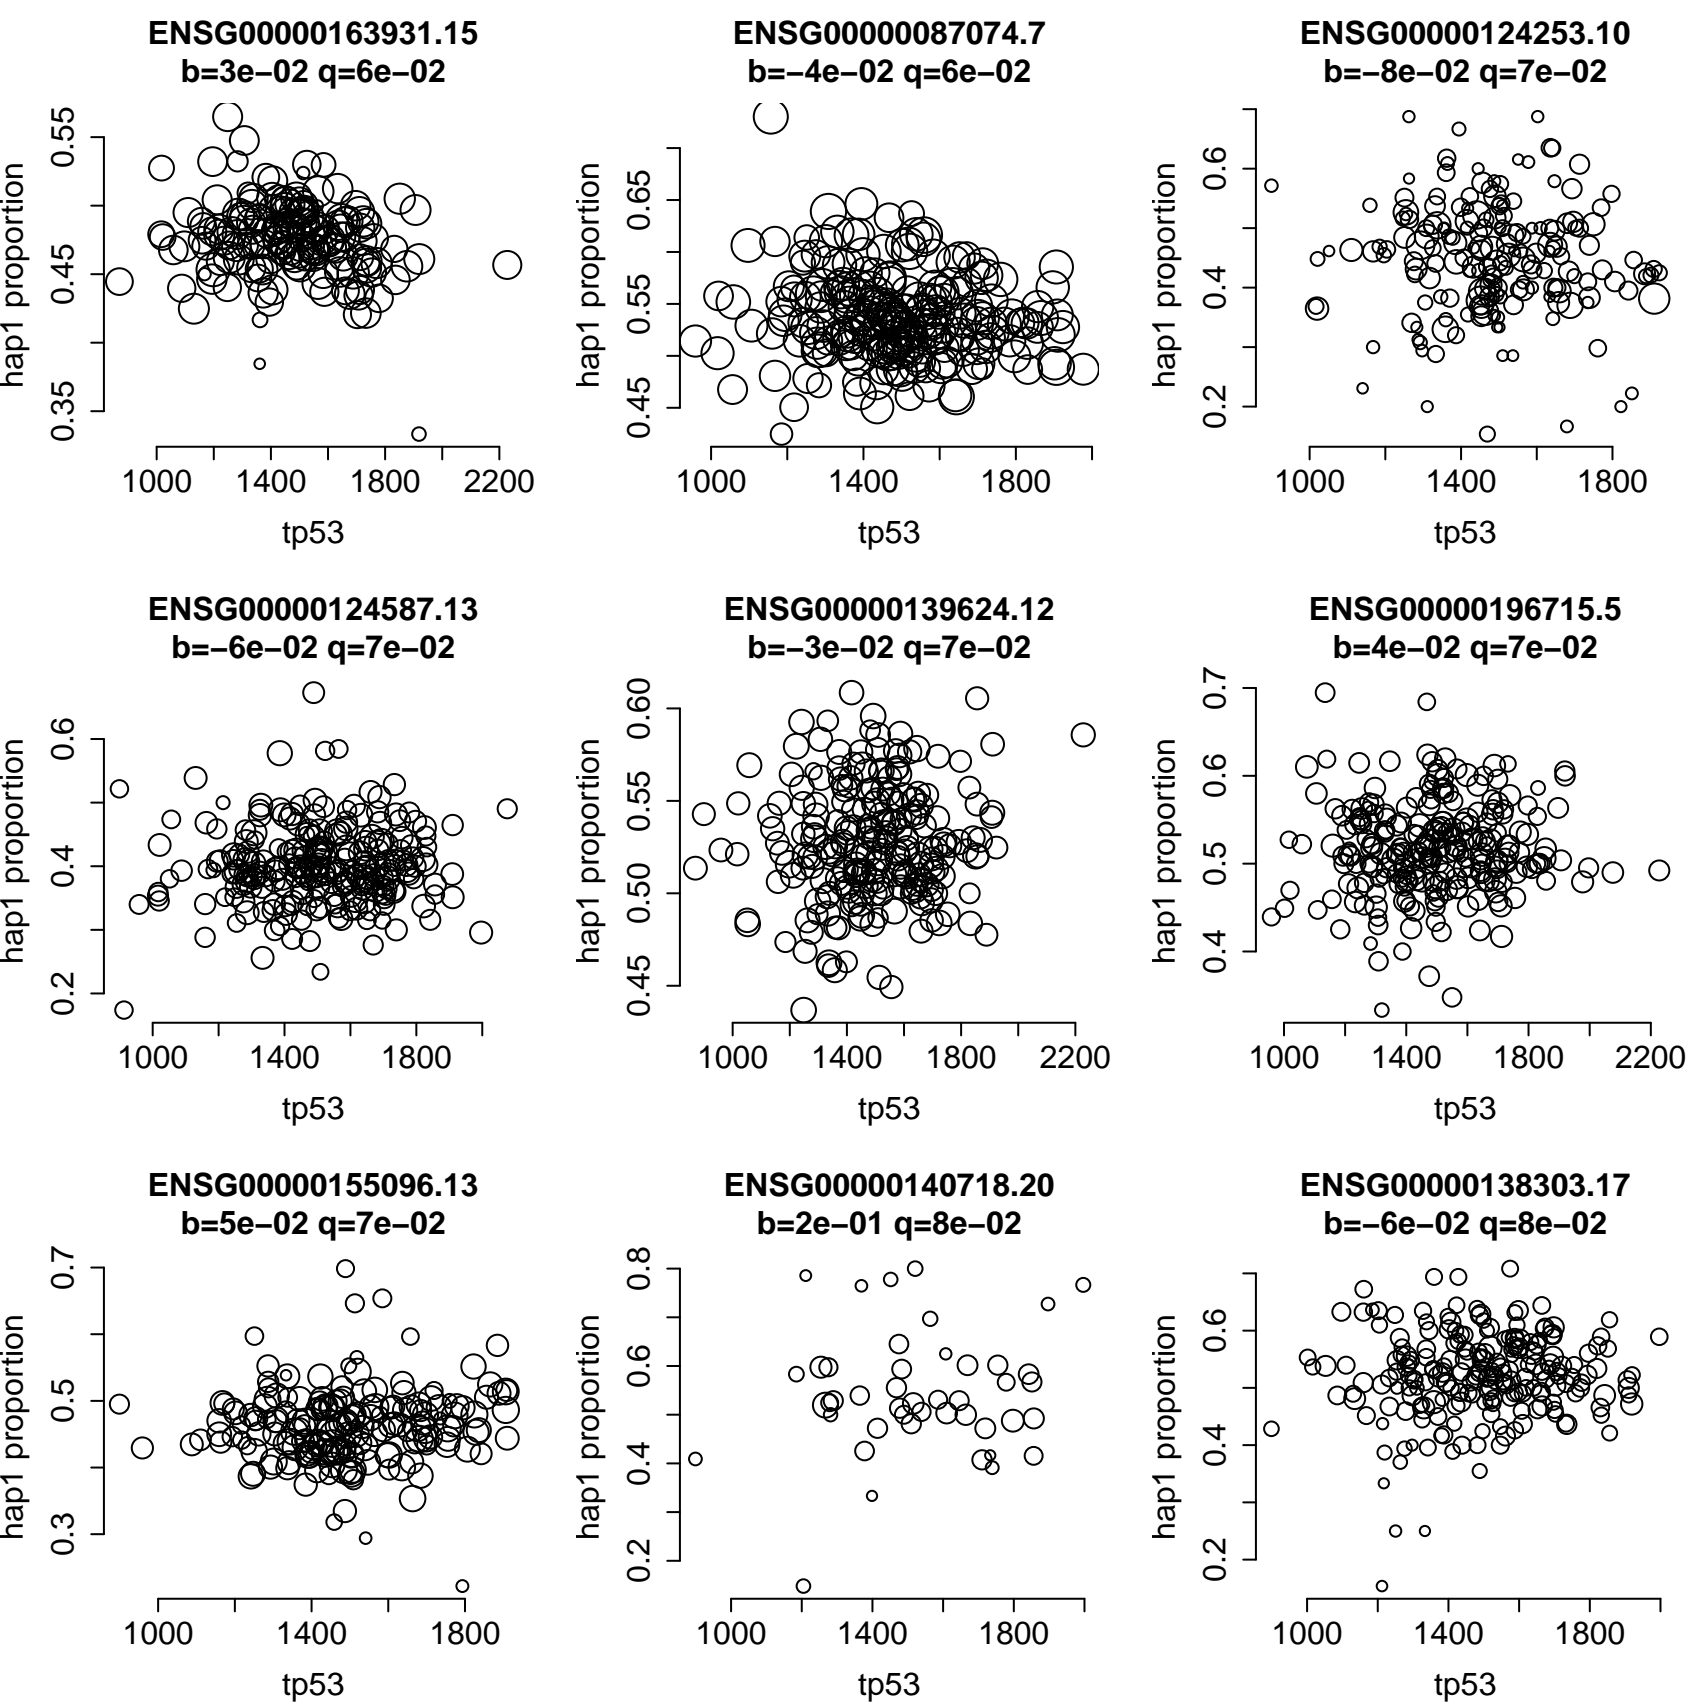 ENSG00000163931.15
b=3e−02 q=6e−02
hap1 proportion
0.35 0.45 0.55
1000 1400 1800 2200
tp53
ENSG00000087074.7
b=−4e−02 q=6e−02
hap1 proportion
0.45 0.55 0.65
1000 1400 1800
tp53
ENSG00000124253.10
b=−8e−02 q=7e−02
hap1 proportion
0.2 0.4 0.6
1000 1400 1800
tp53
ENSG00000124587.13
b=−6e−02 q=7e−02
hap1 proportion
0.2 0.4 0.6
1000 1400 1800
tp53
ENSG00000139624.12
b=−3e−02 q=7e−02
hap1 proportion
0.45 0.50 0.55 0.60
1000 1400 1800 2200
tp53
ENSG00000196715.5
b=4e−02 q=7e−02
hap1 proportion
0.4 0.5 0.6 0.7
1000 1400 1800 2200
tp53
ENSG00000155096.13
b=5e−02 q=7e−02
hap1 proportion
0.3 0.5 0.7
1000 1400 1800
tp53
ENSG00000140718.20
b=2e−01 q=8e−02
hap1 proportion
0.2 0.4 0.6 0.8
1000 1400 1800
tp53
ENSG00000138303.17
b=−6e−02 q=8e−02
hap1 proportion
0.2 0.4 0.6
1000 1400 1800
tp53